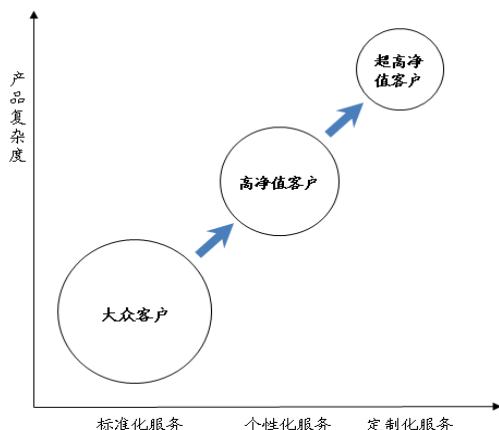 超高净
值客户
产品复杂度
高净值客户
大众客户
标准化服务
个性化服务
定制化服务